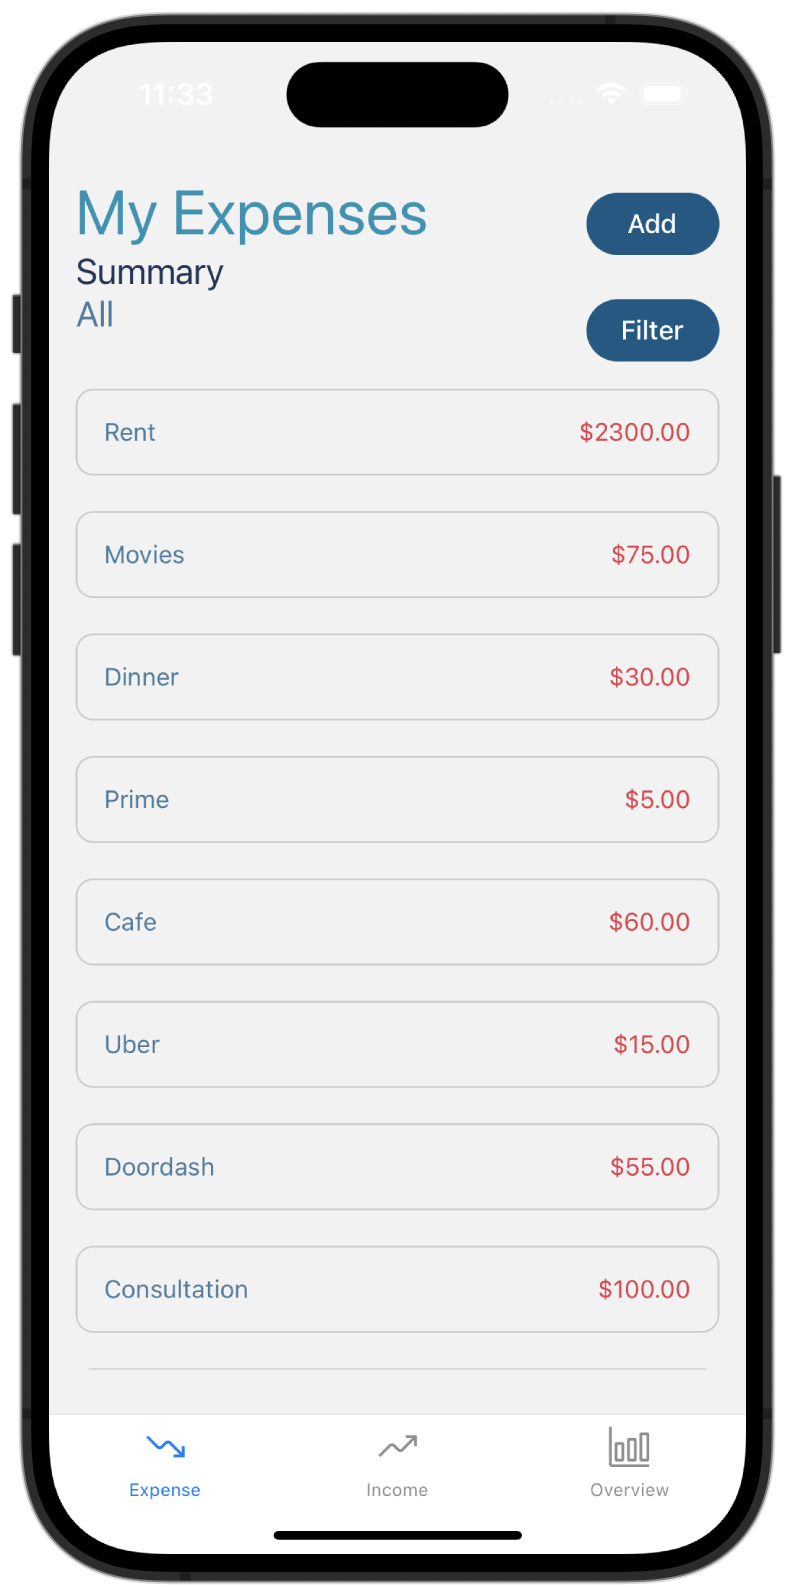 11:33
My Expenses
Add
Summary
All
Filter
Rent $2300.00
Movies $75.00
Dinner $30.00
Prime $5.00
Cafe $60.00
Uber $15.00
Doordash $55.00
Consultation $100.00
Expense Income Overview